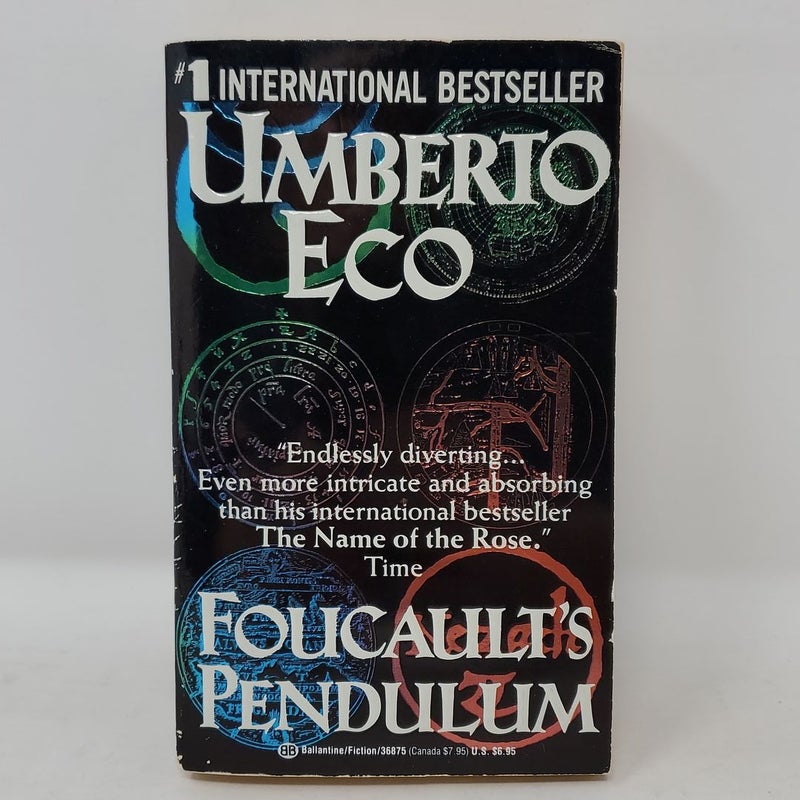 #1 INTERNATIONAL BESTSELLER
UMBERTO
ECO
"Endlessly diverting...
Even more intricate and absorbing
than his international bestseller
The Name of the Rose."
Time
FOUCAULT'S
PENDULUM
BB Ballantine/Fiction/36875 (Canada $7.95) U.S. $6.95